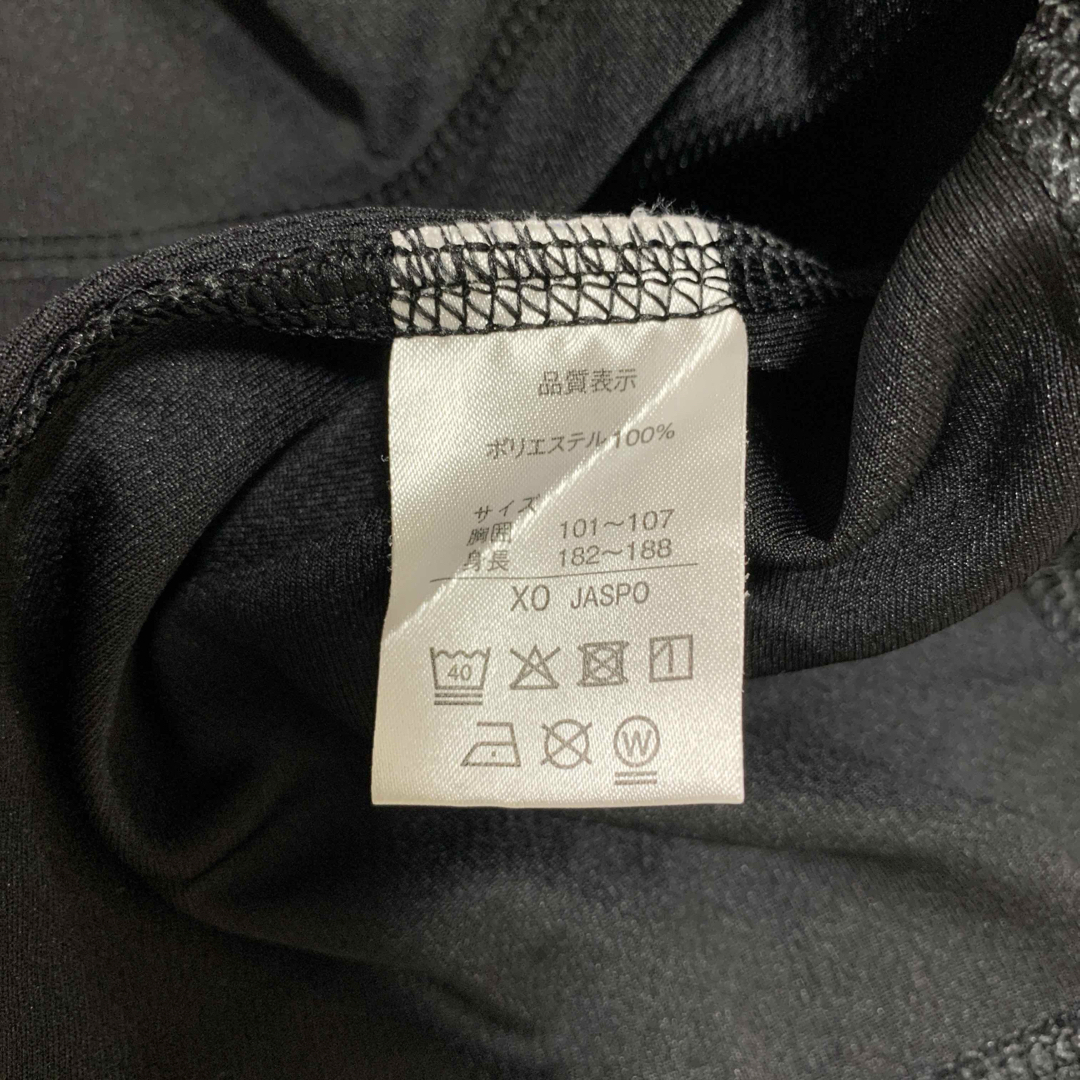 品質表示
ポリエステル100%
サイズ
胸囲 101〜107
身長 182〜188
XO JASPO
40
W